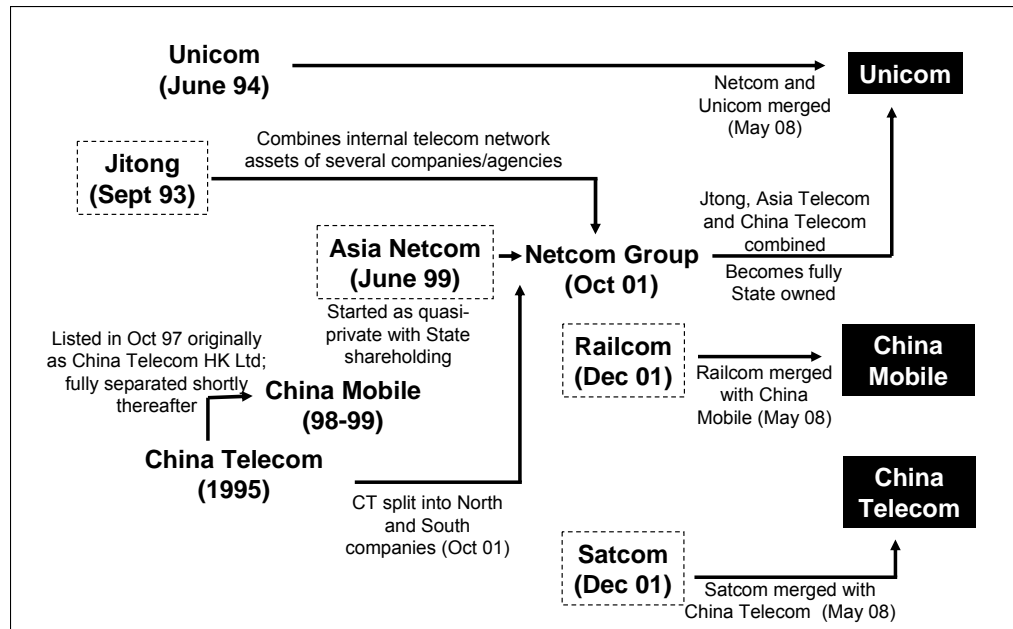 Unicom
(June 94)
Netcom and
Unicom merged
(May 08)
Unicom
Jitong
(Sept 93)
Combines internal telecom network
assets of several companies/agencies
Asia Netcom
(June 99)
Started as quasi-
private with State
shareholding
Netcom Group
(Oct 01)
Jtong, Asia Telecom
and China Telecom
combined
Becomes fully
State owned
Listed in Oct 97 originally
as China Telecom HK Ltd;
fully separated shortly
thereafter
China Mobile
(98-99)
China Telecom
(1995)
CT split into North
and South
companies (Oct 01)
Railcom
(Dec 01)
Railcom merged
with China
Mobile (May 08)
China
Mobile
Satcom
(Dec 01)
Satcom merged with
China Telecom (May 08)
China
Telecom